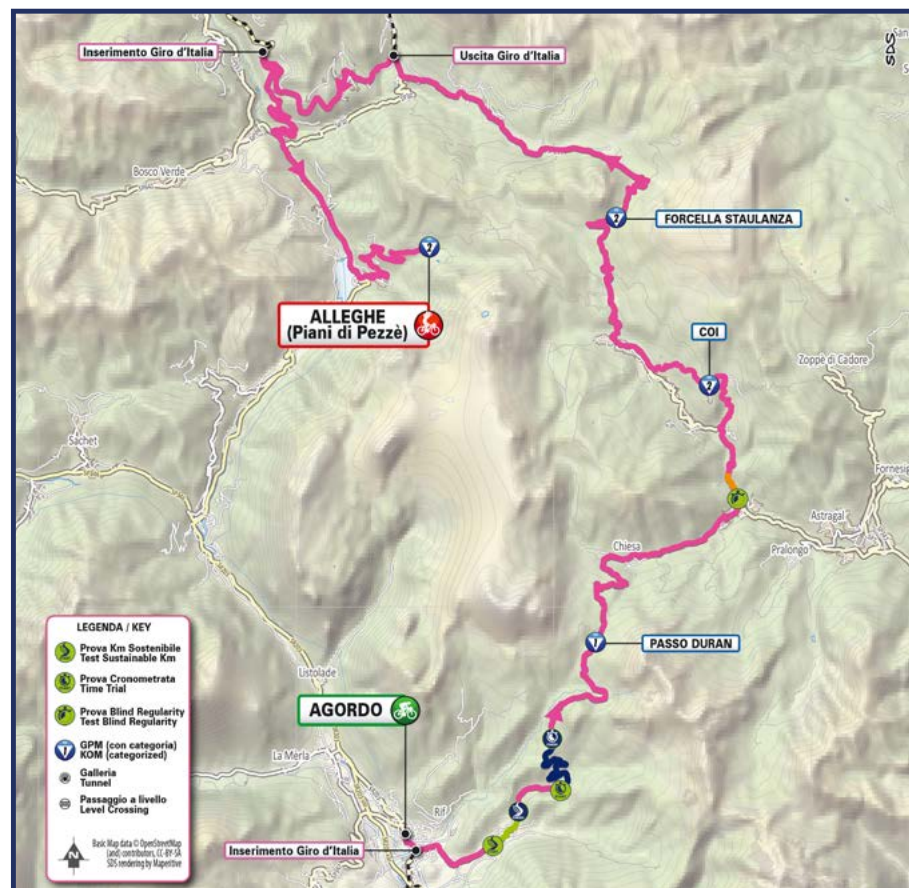 Inserimento Giro d'Italia
Uscita Giro d'Italia
SDS
Bosco Verde
FORCELLA STAULANZA
ALLEGHE
(Piani di Pezzè)
COI
Zoppè di Cadore
Sachet
Fornesig
Astragal
Chiesa
Pralongo
PASSO DURAN
LEGENDA / KEY
Prova Km Sostenibile
Test Sustainable Km
Prova Cronometrata
Time Trial
Prova Blind Regularity
Test Blind Regularity
GPM (con categoria)
KOM (categorized)
Galleria
Tunnel
Passaggio a livello
Level Crossing
Basic Map data © OpenStreetMap
(and) contributors, CC-BY-SA
SDS rendering by Maperitive
Listolade
AGORDO
La Merla
Rif
Inserimento Giro d'Italia